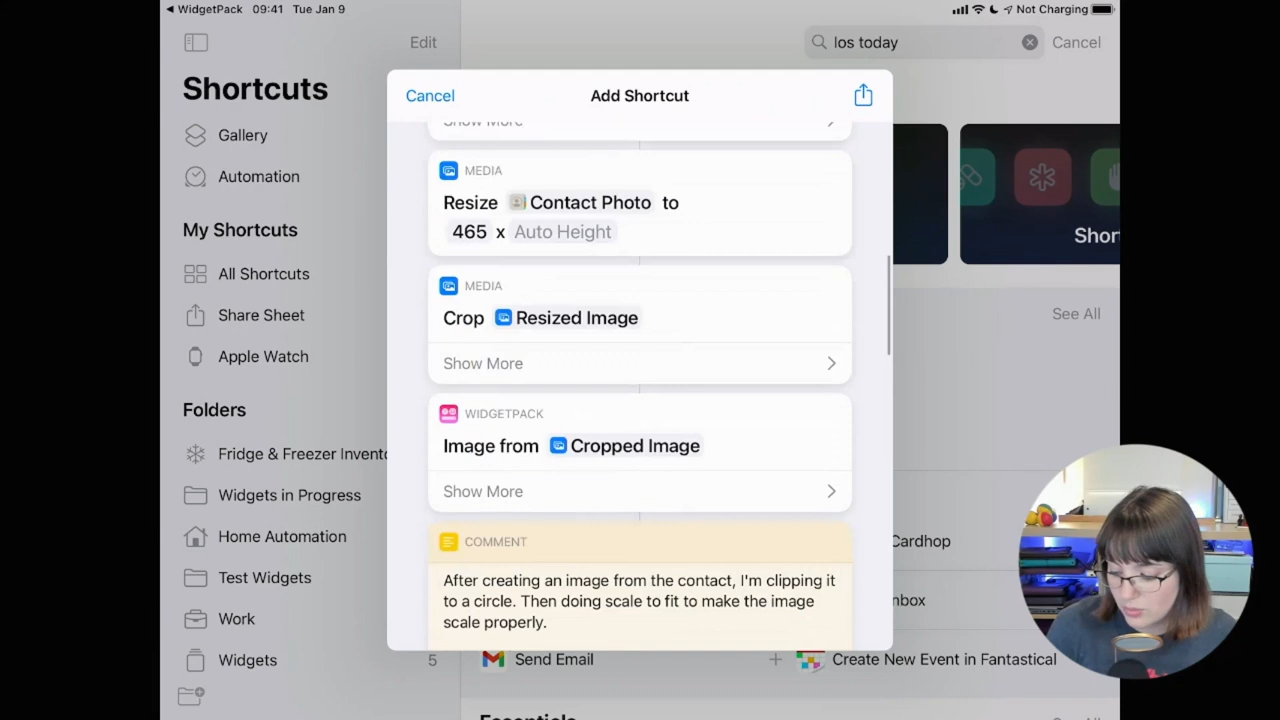 ◀ WidgetPack 09:41 Tue Jan 9
Not Charging
Edit
los today
Cancel
Shortcuts
Gallery
Automation
My Shortcuts
All Shortcuts
Share Sheet
Apple Watch
Folders
Fridge & Freezer Invento
Widgets in Progress
Home Automation
Test Widgets
Work
Widgets
5
Cancel
Add Shortcut
Show More
MEDIA
Resize Contact Photo to
465 x Auto Height
MEDIA
Crop Resized Image
Show More
WIDGETPACK
Image from Cropped Image
Show More
COMMENT
After creating an image from the contact, I'm clipping it
to a circle. Then doing scale to fit to make the image
scale properly.
Shor
See All
Cardhop
nbox
Send Email
Create New Event in Fantastical
Essentials